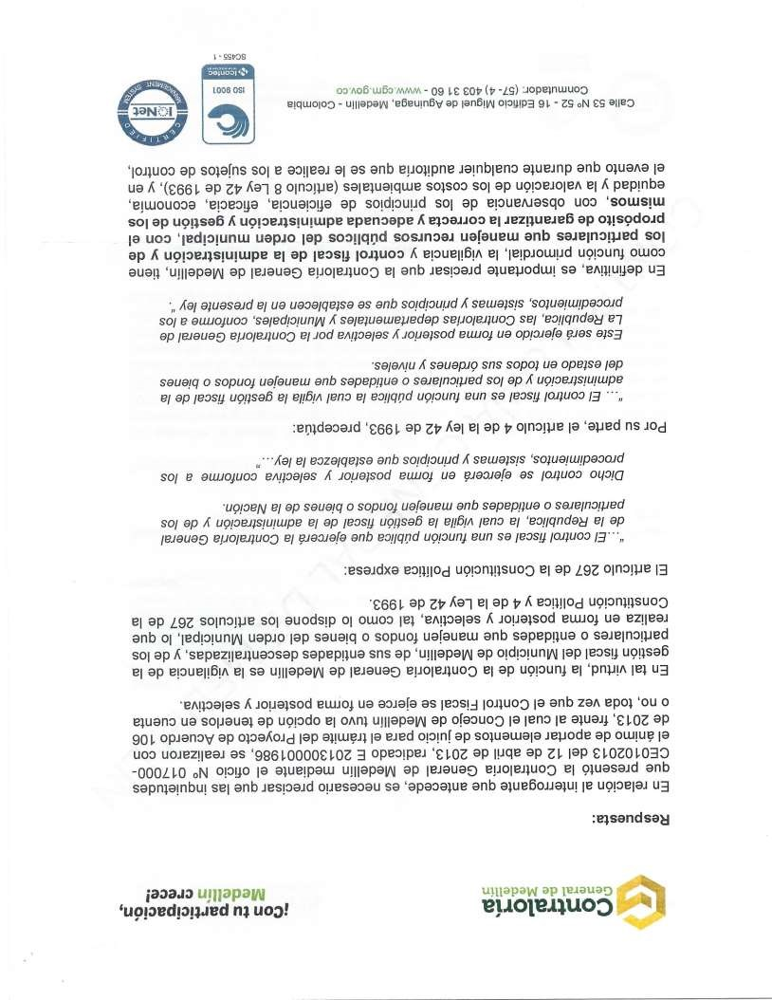 Contraloría
General de Medellín
¡Con tu participación,
Medellín crece!
Respuesta:
En relación al interrogante que antecede, es necesario precisar que las inquietudes
que presentó la Contraloría General de Medellín mediante el oficio Nº 017000-
CE01020​13 del 12 de abril de 2013, radicado E 201300001986, se realizaron con
el ánimo de aportar elementos de juicio para el trámite del Proyecto de Acuerdo 106
de 2013, frente al cual el Concejo de Medellín tuvo la opción de tenerlos en cuenta
o no, toda vez que el Control Fiscal se ejerce en forma posterior y selectiva.
En tal virtud, la función de la Contraloría General de Medellín es la vigilancia de la
gestión fiscal del Municipio de Medellín, de sus entidades descentralizadas, y de los
particulares o entidades que manejen fondos o bienes del orden Municipal, lo que
realiza en forma posterior y selectiva, tal como lo dispone los artículos 267 de la
Constitución Política y 4 de la Ley 42 de 1993.
El artículo 267 de la Constitución Política expresa:
"...El control fiscal es una función pública que ejercerá la Contraloría General
de la Republica, la cual vigila la gestión fiscal de la administración y de los
particulares o entidades que manejen fondos o bienes de la Nación.
Dicho control se ejercerá en forma posterior y selectiva conforme a los
procedimientos, sistemas y principios que establezca la ley..."
Por su parte, el artículo 4 de la ley 42 de 1993, preceptúa:
"... El control fiscal es una función pública la cual vigila la gestión fiscal de la
administración y de los particulares o entidades que manejen fondos o bienes
del estado en todos sus órdenes y niveles.
Este será ejercido en forma posterior y selectiva por la Contraloría General de
La Republica, las Contralorías departamentales y Municipales, conforme a los
procedimientos, sistemas y principios que se establecen en la presente ley ".
En definitiva, es importante precisar que la Contraloría General de Medellín, tiene
como función primordial, la vigilancia y control fiscal de la administración y de
los particulares que manejen recursos públicos del orden municipal, con el
propósito de garantizar la correcta y adecuada administración y gestión de los
mismos, con observancia de los principios de eficiencia, eficacia, economía,
equidad y la valoración de los costos ambientales (artículo 8 Ley 42 de 1993), y en
el evento que durante cualquier auditoría que se le realice a los sujetos de control,
Calle 53 Nº 52 - 16 Edificio Miguel de Aguinaga, Medellín - Colombia
Conmutador: (57- 4) 403 31 60 - www.cgm.gov.co
ISO 9001
icontec
internacional
SC455 - 1
CERTIFIED
IQNet
MANAGEMENT SYSTEM